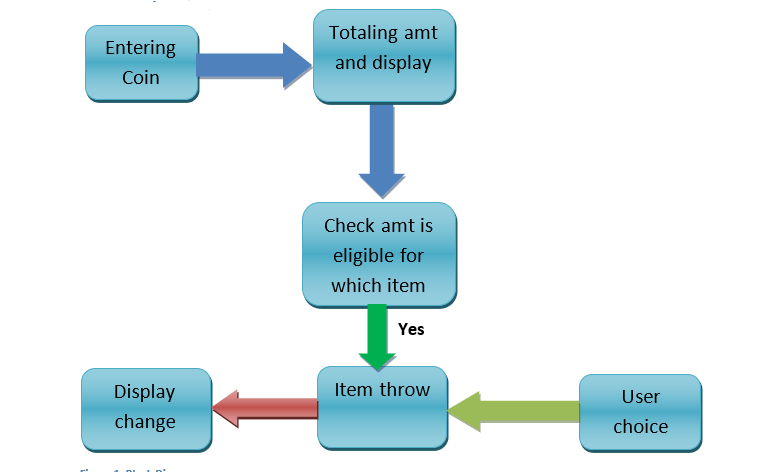 Entering
Coin
Totaling amt
and display
Check amt is
eligible for
which item
Yes
Display
change
Item throw
User
choice